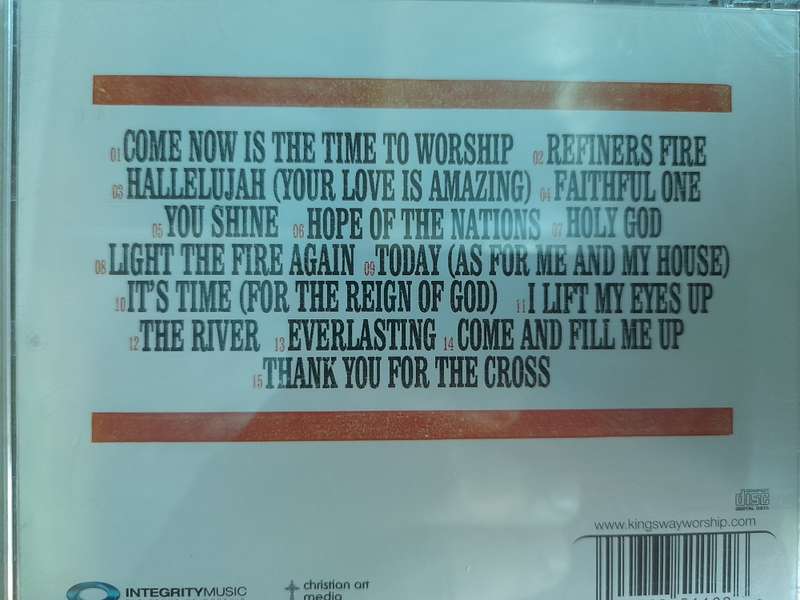 01 COME NOW IS THE TIME TO WORSHIP 02 REFINERS FIRE
03 HALLELUJAH (YOUR LOVE IS AMAZING) 04 FAITHFUL ONE
05 YOU SHINE 06 HOPE OF THE NATIONS 07 HOLY GOD
08 LIGHT THE FIRE AGAIN 09 TODAY (AS FOR ME AND MY HOUSE)
10 IT'S TIME (FOR THE REIGN OF GOD) 11 I LIFT MY EYES UP
12 THE RIVER 13 EVERLASTING 14 COME AND FILL ME UP
15 THANK YOU FOR THE CROSS
COMPACT disc DIGITAL DATA
www.kingswayworship.com
INTEGRITYMUSIC
christian art media